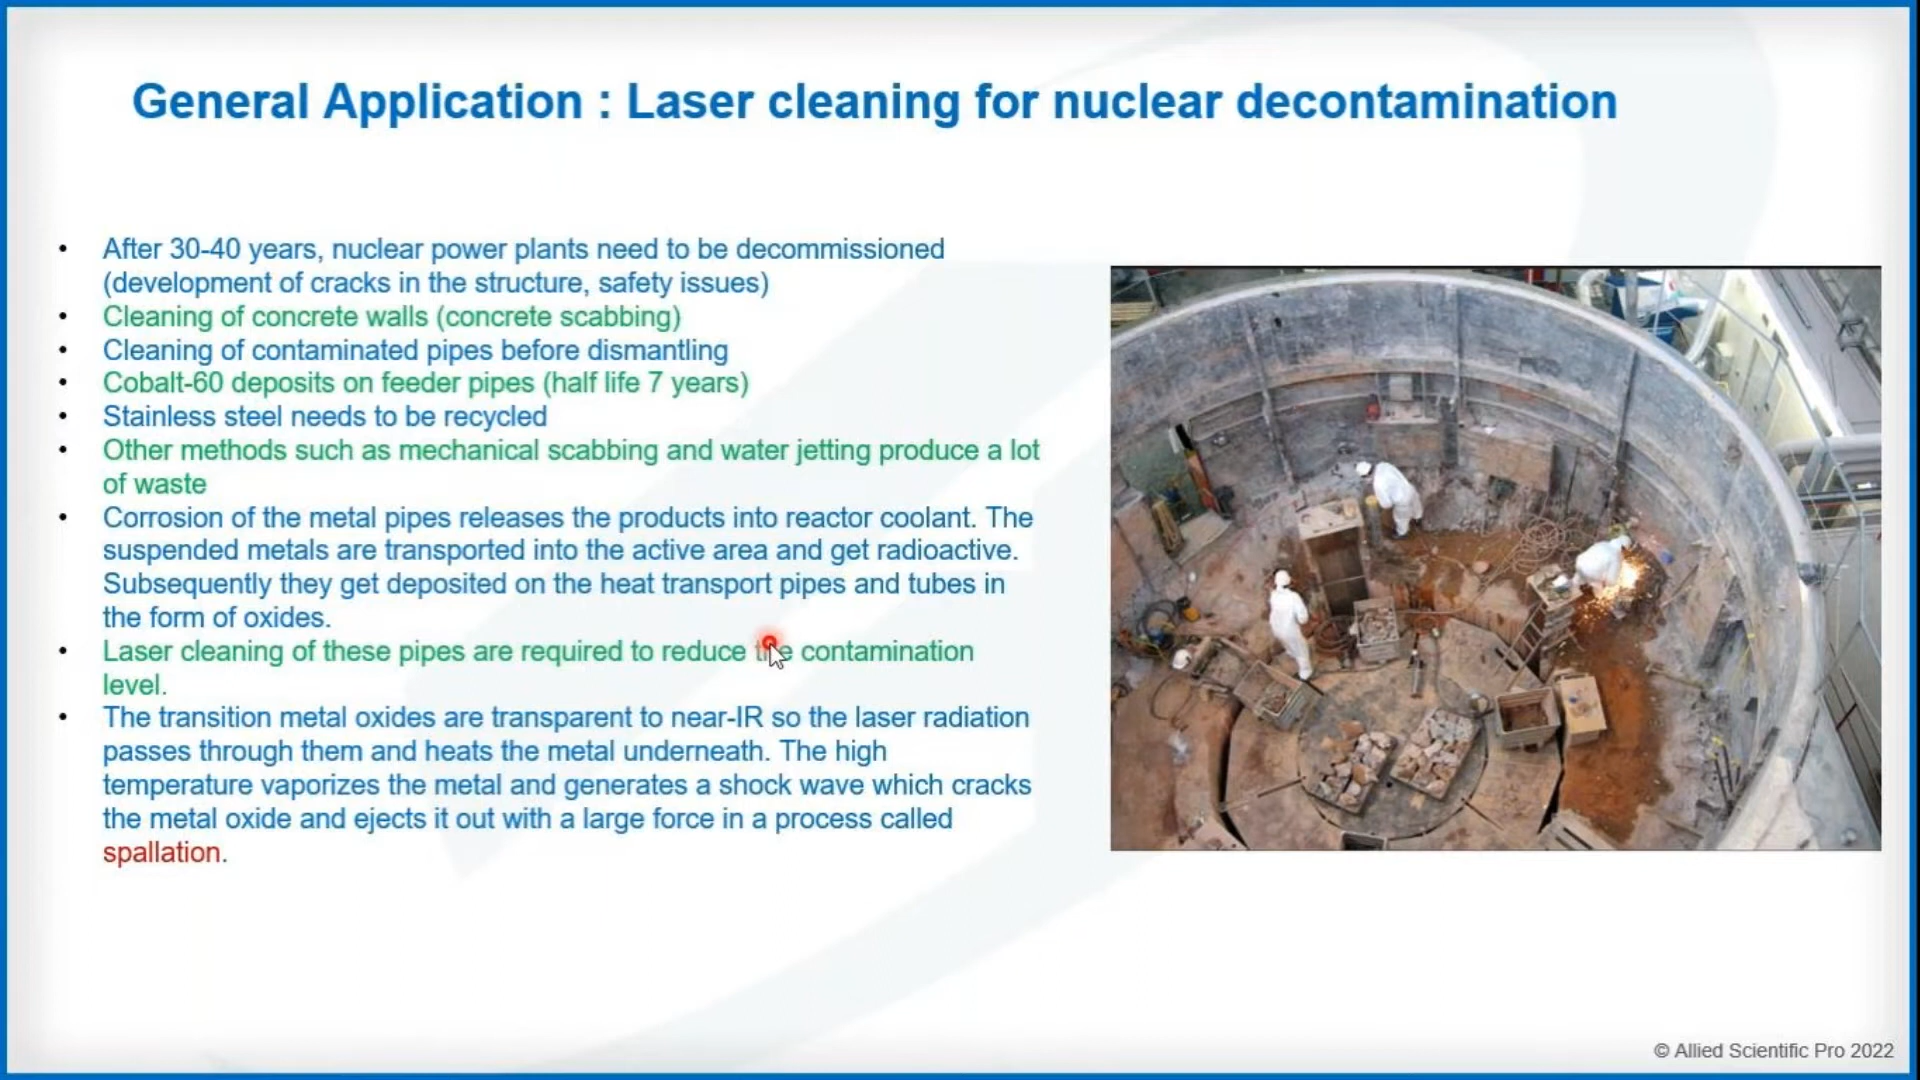 General Application : Laser cleaning for nuclear decontamination
• After 30-40 years, nuclear power plants need to be decommissioned
(development of cracks in the structure, safety issues)
• Cleaning of concrete walls (concrete scabbing)
• Cleaning of contaminated pipes before dismantling
• Cobalt-60 deposits on feeder pipes (half life 7 years)
• Stainless steel needs to be recycled
• Other methods such as mechanical scabbing and water jetting produce a lot
of waste
• Corrosion of the metal pipes releases the products into reactor coolant. The
suspended metals are transported into the active area and get radioactive.
Subsequently they get deposited on the heat transport pipes and tubes in
the form of oxides.
• Laser cleaning of these pipes are required to reduce the contamination
level.
• The transition metal oxides are transparent to near-IR so the laser radiation
passes through them and heats the metal underneath. The high
temperature vaporizes the metal and generates a shock wave which cracks
the metal oxide and ejects it out with a large force in a process called
spallation.
© Allied Scientific Pro 2022